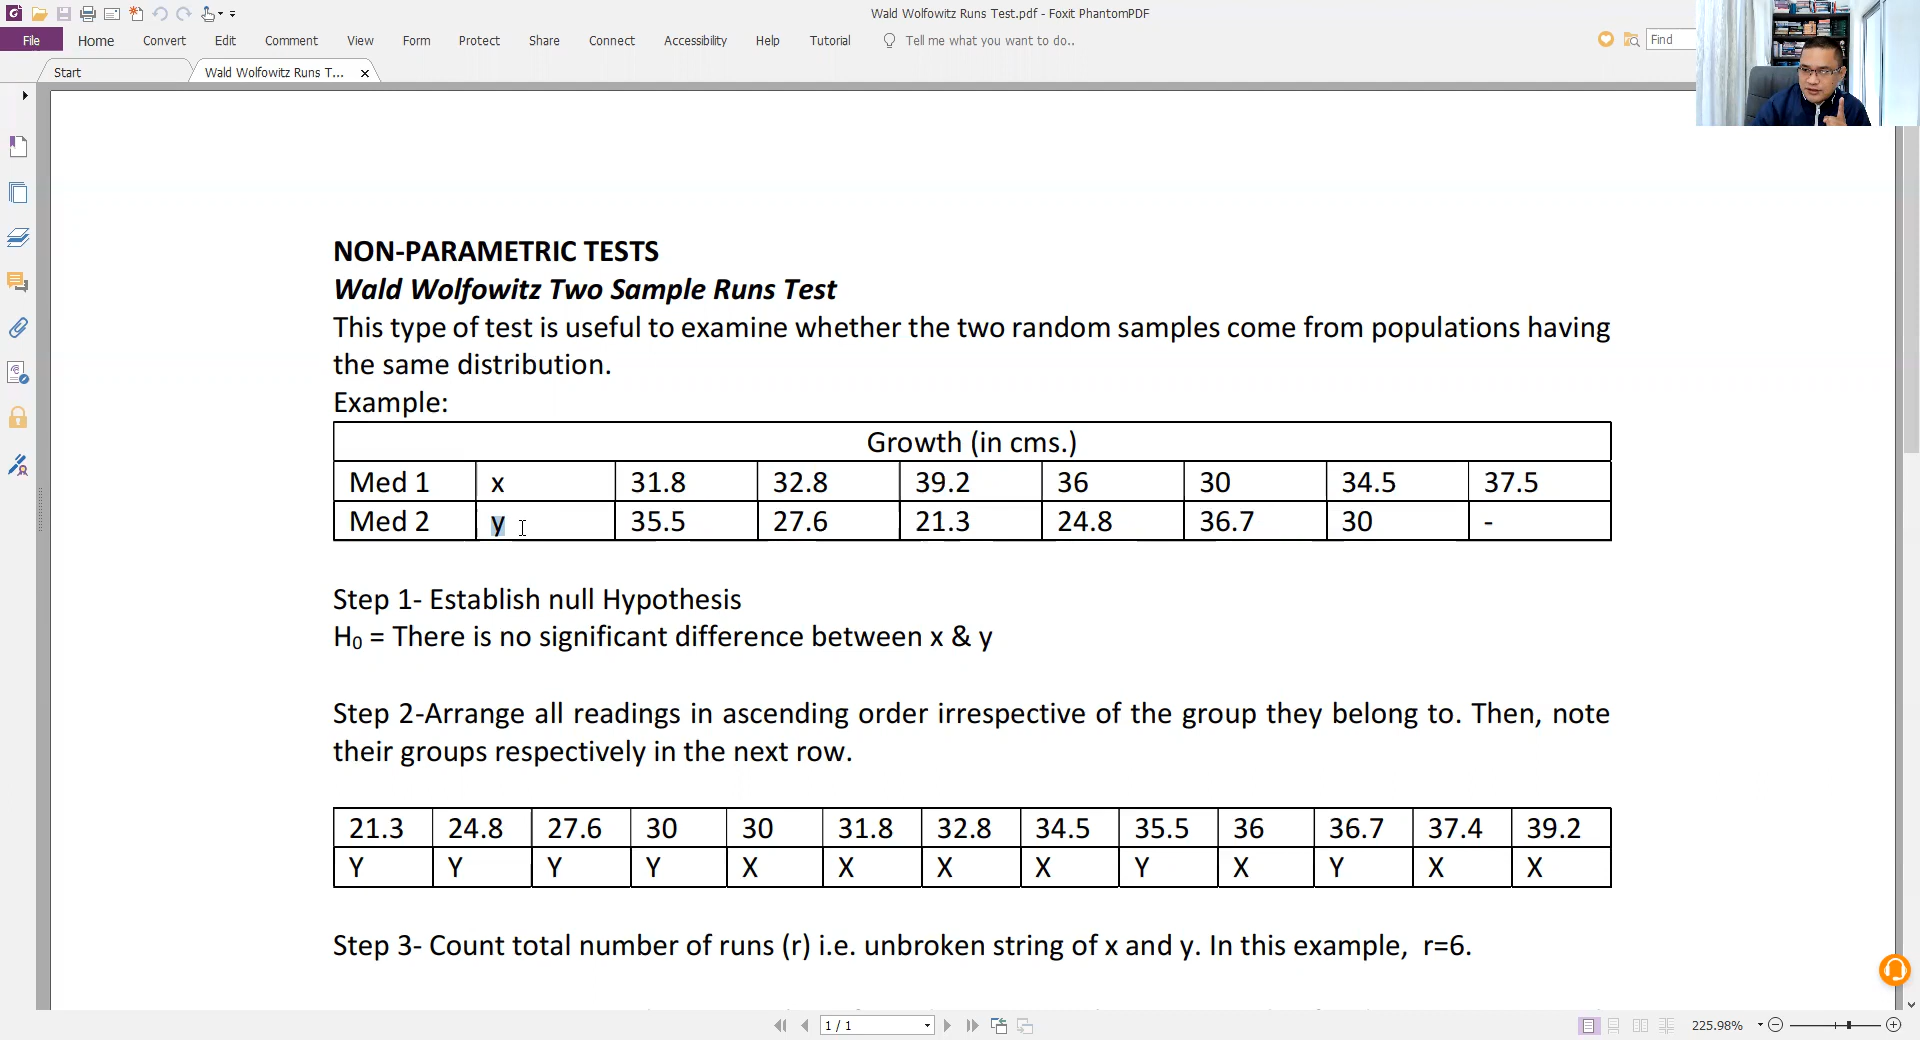 Wald Wolfowitz Runs Test.pdf - Foxit PhantomPDF
File Home Convert Edit Comment View Form Protect Share Connect Accessibility Help Tutorial Tell me what you want to do.. Find
Start Wald Wolfowitz Runs T... ×
NON-PARAMETRIC TESTS
Wald Wolfowitz Two Sample Runs Test
This type of test is useful to examine whether the two random samples come from populations having
the same distribution.
Example:
Growth (in cms.)
Med 1 x 31.8 32.8 39.2 36 30 34.5 37.5
Med 2 y 35.5 27.6 21.3 24.8 36.7 30 -
Step 1- Establish null Hypothesis
H₀ = There is no significant difference between x & y
Step 2-Arrange all readings in ascending order irrespective of the group they belong to. Then, note
their groups respectively in the next row.
21.3 24.8 27.6 30 30 31.8 32.8 34.5 35.5 36 36.7 37.4 39.2
Y Y Y Y X X X X Y X Y X X
Step 3- Count total number of runs (r) i.e. unbroken string of x and y. In this example, r=6.
1 / 1 225.98%